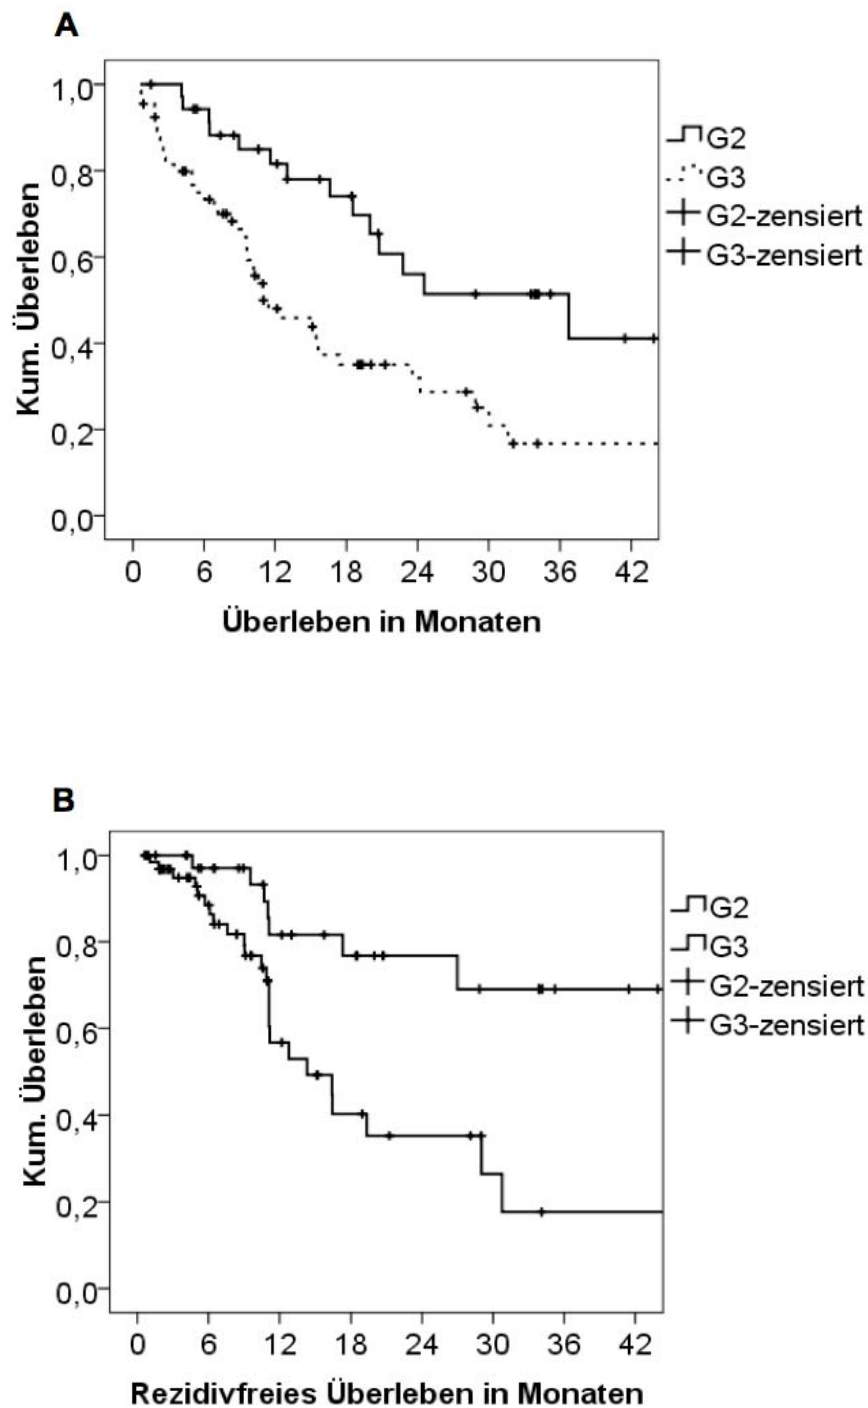 A
1,0
0,8
0,6
0,4
0,2
0,0
Kum. Überleben
0 6 12 18 24 30 36 42
Überleben in Monaten
G2
G3
G2-zensiert
G3-zensiert
B
1,0
0,8
0,6
0,4
0,2
0,0
Kum. Überleben
0 6 12 18 24 30 36 42
Rezidivfreies Überleben in Monaten
G2
G3
G2-zensiert
G3-zensiert